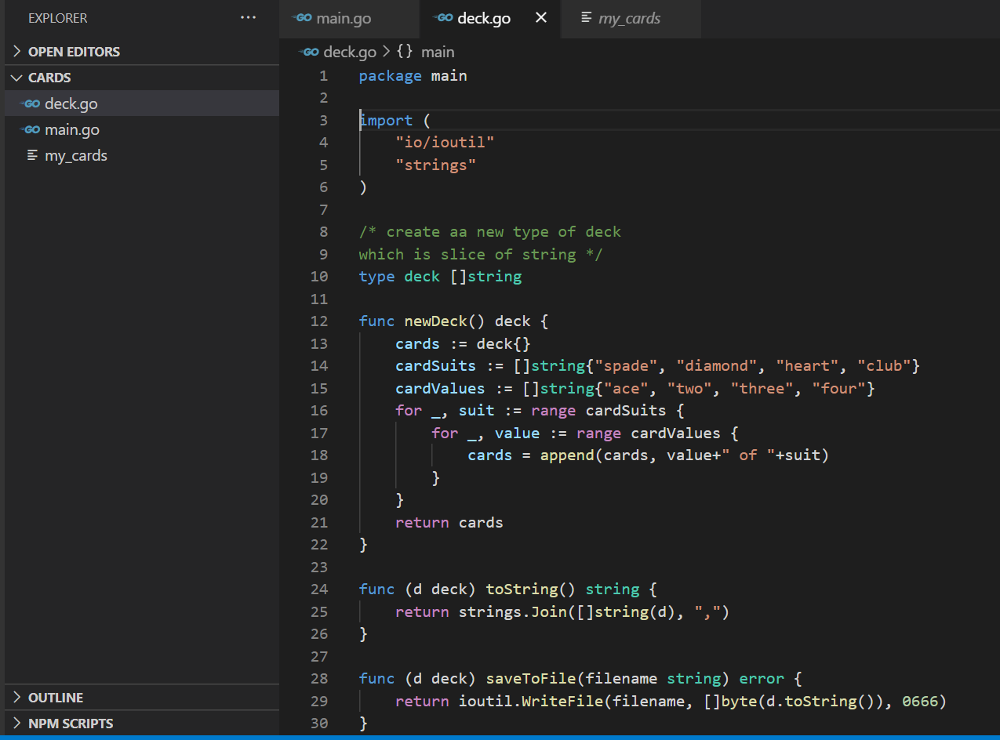 EXPLORER
OPEN EDITORS
CARDS
GO deck.go
GO main.go
my_cards
OUTLINE
NPM SCRIPTS
GO main.go
GO deck.go
my_cards
GO deck.go > {} main
1 package main
2
3 import (
4     "io/ioutil"
5     "strings"
6 )
7
8 /* create aa new type of deck
9 which is slice of string */
10 type deck []string
11
12 func newDeck() deck {
13     cards := deck{}
14     cardSuits := []string{"spade", "diamond", "heart", "club"}
15     cardValues := []string{"ace", "two", "three", "four"}
16     for _, suit := range cardSuits {
17         for _, value := range cardValues {
18             cards = append(cards, value+" of "+suit)
19         }
20     }
21     return cards
22 }
23
24 func (d deck) toString() string {
25     return strings.Join([]string(d), ",")
26 }
27
28 func (d deck) saveToFile(filename string) error {
29     return ioutil.WriteFile(filename, []byte(d.toString()), 0666)
30 }